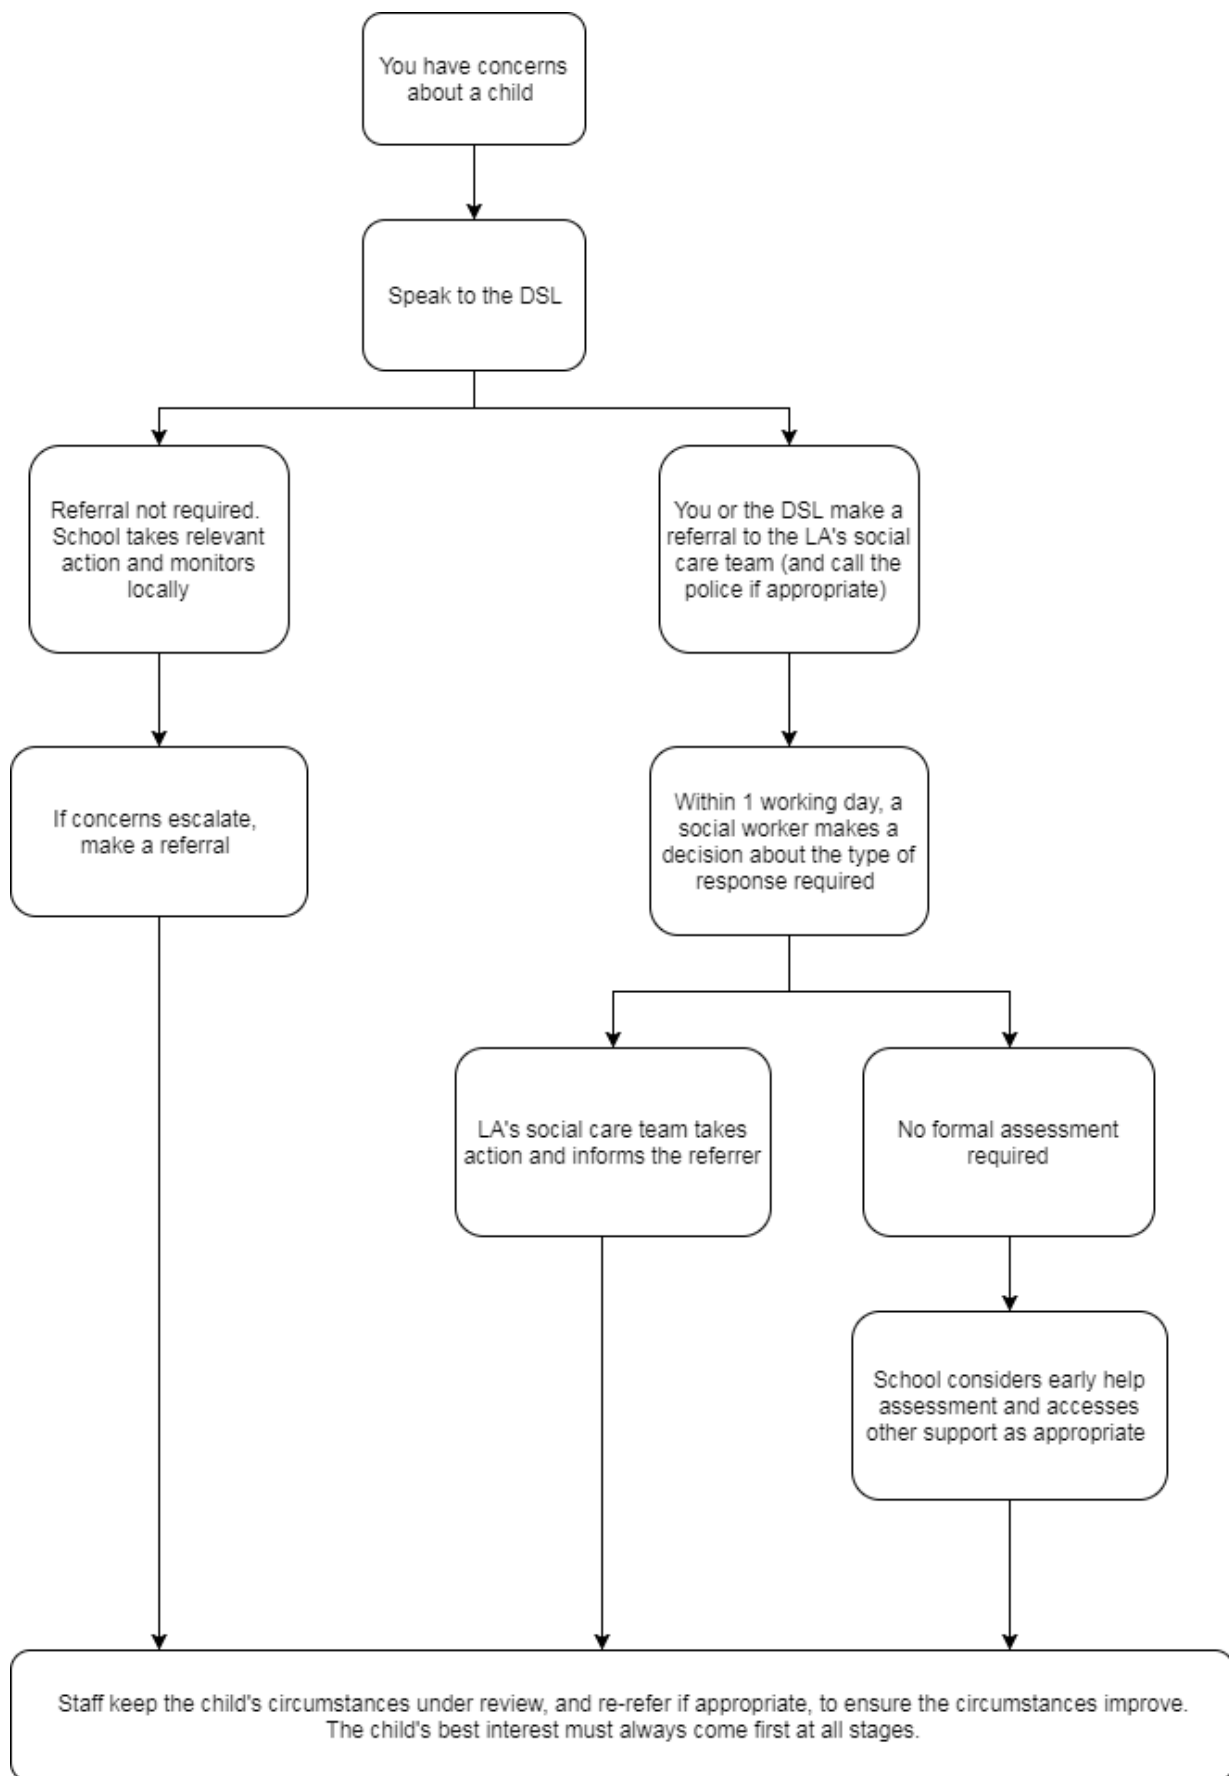 You have concerns
about a child
Speak to the DSL
Referral not required.
School takes relevant
action and monitors
locally
You or the DSL make a
referral to the LA's social
care team (and call the
police if appropriate)
If concerns escalate,
make a referral
Within 1 working day, a
social worker makes a
decision about the type of
response required
LA's social care team takes
action and informs the referrer
No formal assessment
required
School considers early help
assessment and accesses
other support as appropriate
Staff keep the child's circumstances under review, and re-refer if appropriate, to ensure the circumstances improve.
The child's best interest must always come first at all stages.